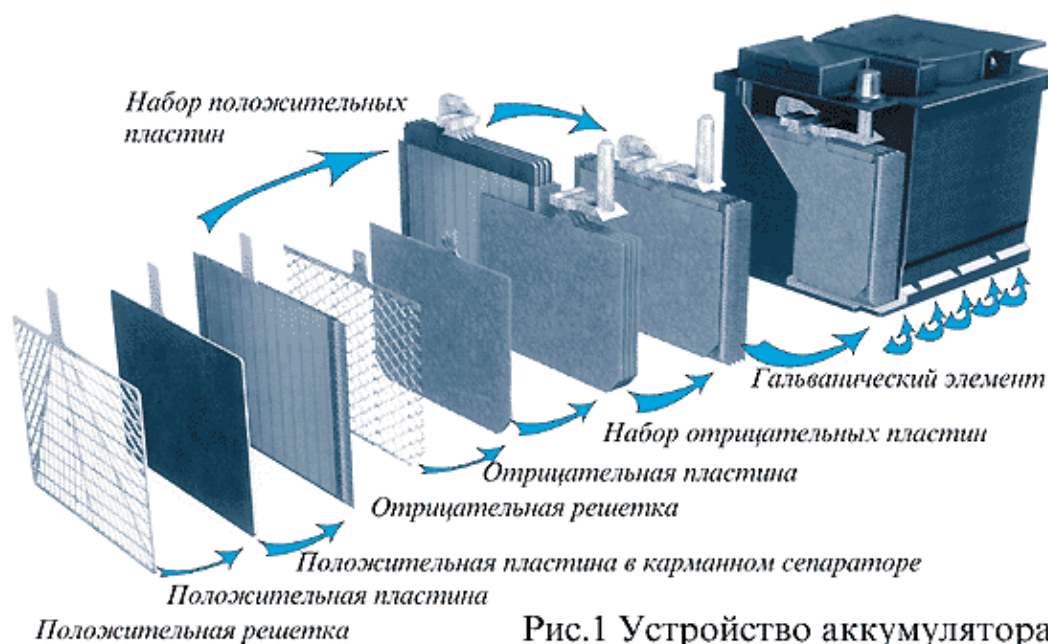 Набор положительных
пластин
Гальванический элемент
Набор отрицательных пластин
Отрицательная пластина
Отрицательная решетка
Положительная пластина в карманном сепараторе
Положительная пластина
Положительная решетка
Рис.1 Устройство аккумулятора